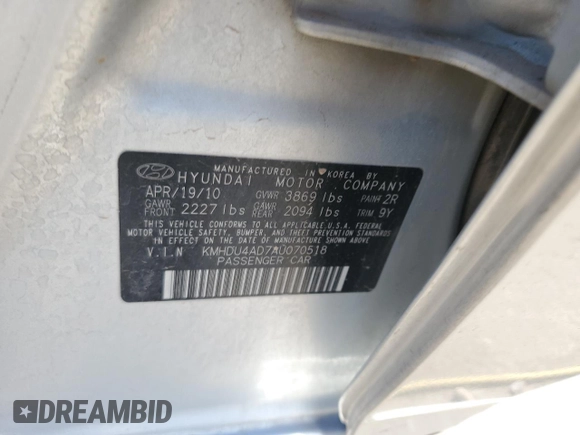 MANUFACTURED IN KOREA BY
HYUNDAI MOTOR COMPANY
APR/19/10 GVWR 3869 lbs PAINT 2R
GAWR FRONT 2227 lbs GAWR REAR 2094 lbs TRIM 9Y
THIS VEHICLE CONFORMS TO ALL APPLICABLE U.S.A. FEDERAL
MOTOR VEHICLE SAFETY, BUMPER, AND THEFT PREVENTION STANDARDS
IN EFFECT ON THE DATE OF MANUFACTURE SHOWN ABOVE.
V.I.N KMHDU4AD7AU070518
PASSENGER CAR
DREAMBID